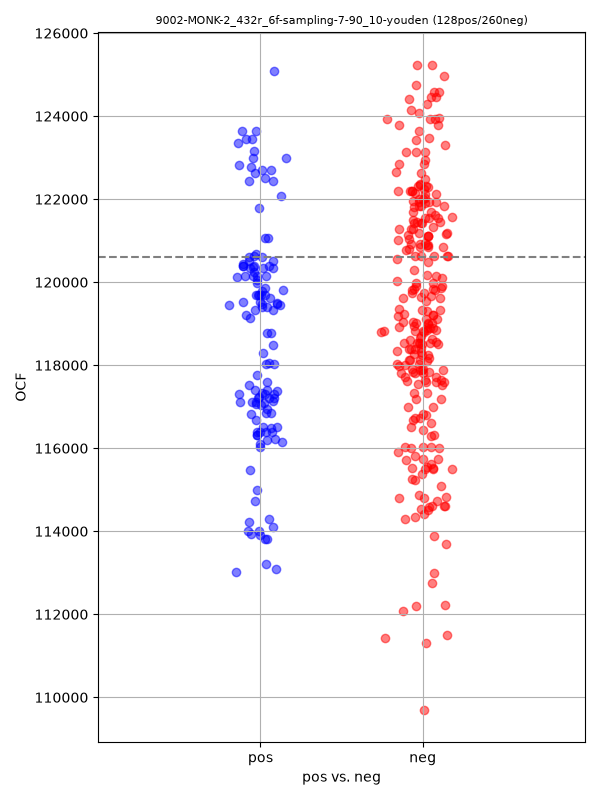 9002-MONK-2_432r_6f-sampling-7-90_10-youden (128pos/260neg)
126000
124000
122000
120000
118000
116000
114000
112000
110000
OCF
pos
neg
pos vs. neg